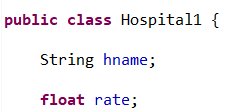 public class Hospital1 {
String hname;
float rate;